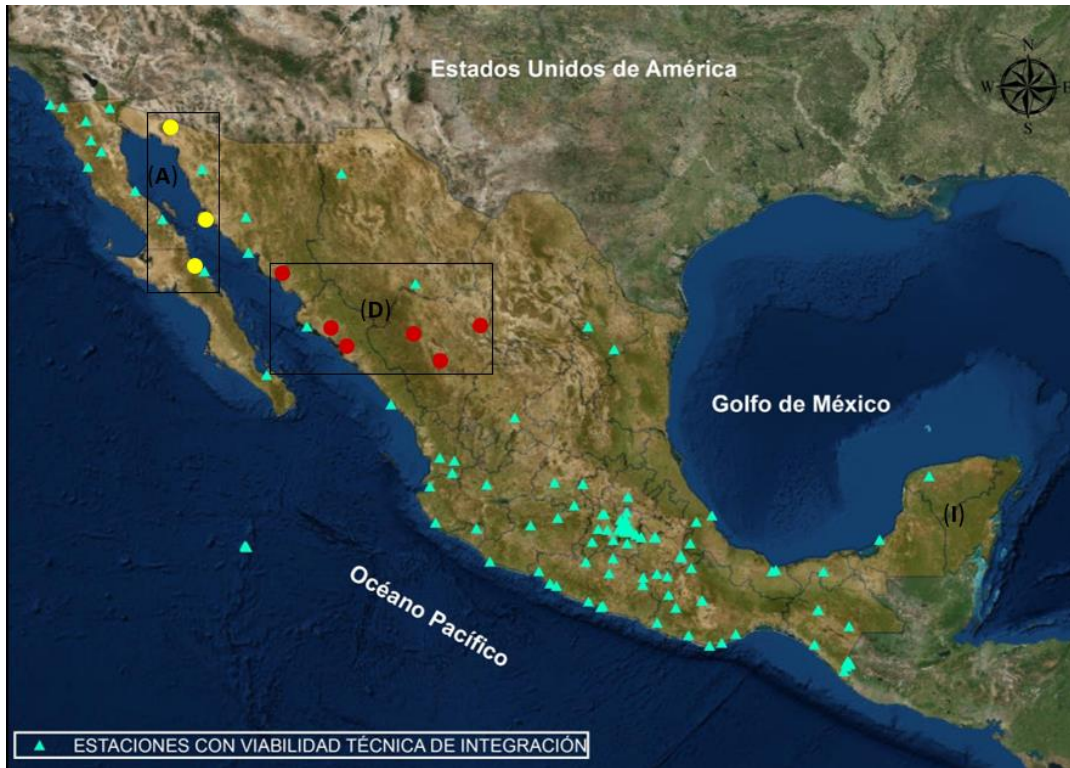 Estados Unidos de América
N
W
E
S
(A)
(D)
Golfo de México
(I)
Océano Pacífico
ESTACIONES CON VIABILIDAD TÉCNICA DE INTEGRACIÓN